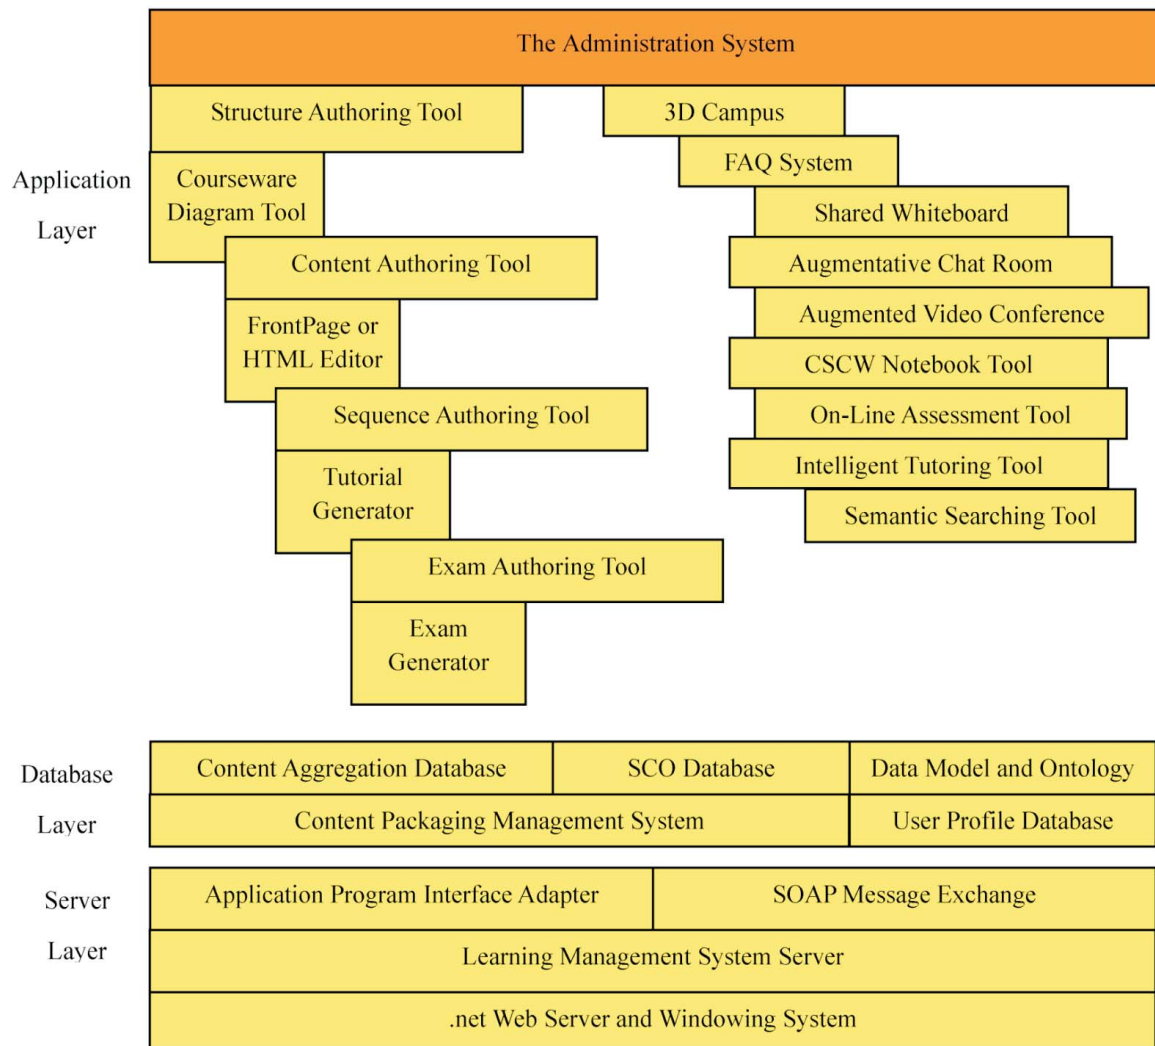 The Administration System
Application
Layer
Structure Authoring Tool
Courseware
Diagram Tool
Content Authoring Tool
FrontPage or
HTML Editor
Sequence Authoring Tool
Tutorial
Generator
Exam Authoring Tool
Exam
Generator
3D Campus
FAQ System
Shared Whiteboard
Augmentative Chat Room
Augmented Video Conference
CSCW Notebook Tool
On-Line Assessment Tool
Intelligent Tutoring Tool
Semantic Searching Tool
Database
Layer
Content Aggregation Database
SCO Database
Data Model and Ontology
Content Packaging Management System
User Profile Database
Server
Layer
Application Program Interface Adapter
SOAP Message Exchange
Learning Management System Server
.net Web Server and Windowing System